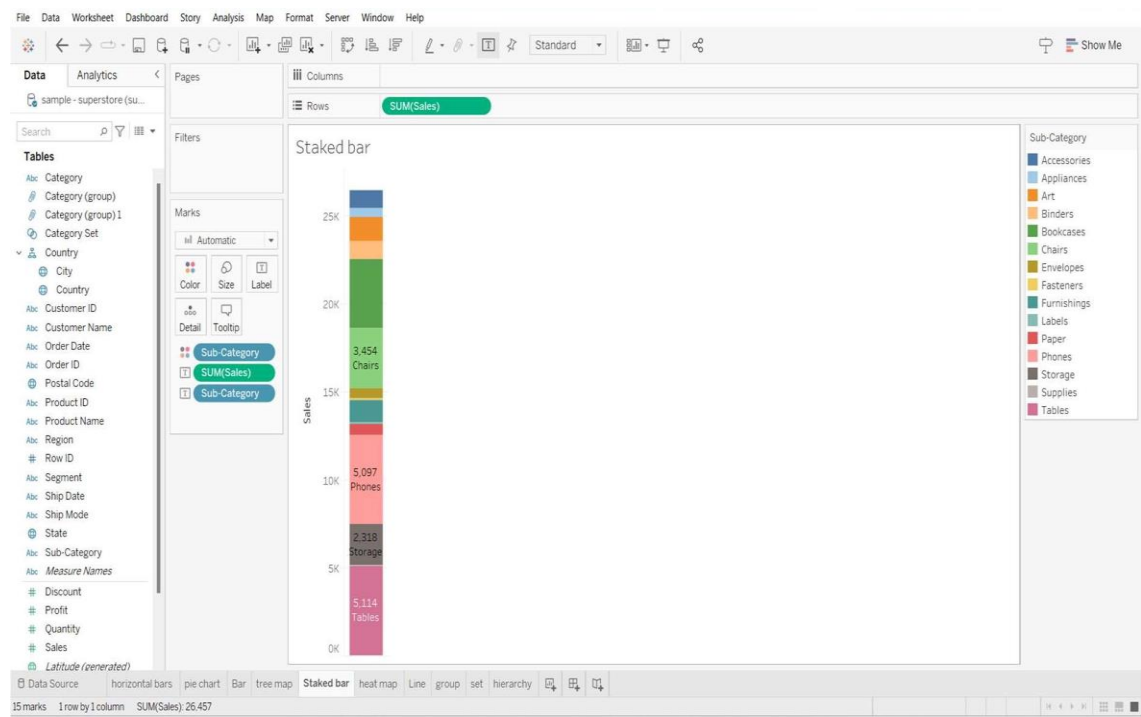 File Data Worksheet Dashboard Story Analysis Map Format Server Window Help
Standard
Show Me
Data Analytics
sample - superstore (su...
Search
Tables
Abc Category
Category (group)
Category (group) 1
Category Set
Country
City
Country
Abc Customer ID
Abc Customer Name
Abc Order Date
Abc Order ID
Postal Code
Abc Product ID
Abc Product Name
Abc Region
# Row ID
Abc Segment
Abc Ship Date
Abc Ship Mode
State
Abc Sub-Category
Abc Measure Names
# Discount
# Profit
# Quantity
# Sales
Latitude (generated)
Pages
Filters
Marks
Automatic
Color Size Label
Detail Tooltip
Sub-Category
SUM(Sales)
Sub-Category
Columns
Rows SUM(Sales)
Staked bar
25K
20K
15K
10K
5K
0K
Sales
3,454
Chairs
5,097
Phones
2,318
Storage
5,114
Tables
Sub-Category
Accessories
Appliances
Art
Binders
Bookcases
Chairs
Envelopes
Fasteners
Furnishings
Labels
Paper
Phones
Storage
Supplies
Tables
Data Source horizontal bars pie chart Bar tree map Staked bar heat map Line group set hierarchy
15 marks 1 row by 1 column SUM(Sales): 26,457